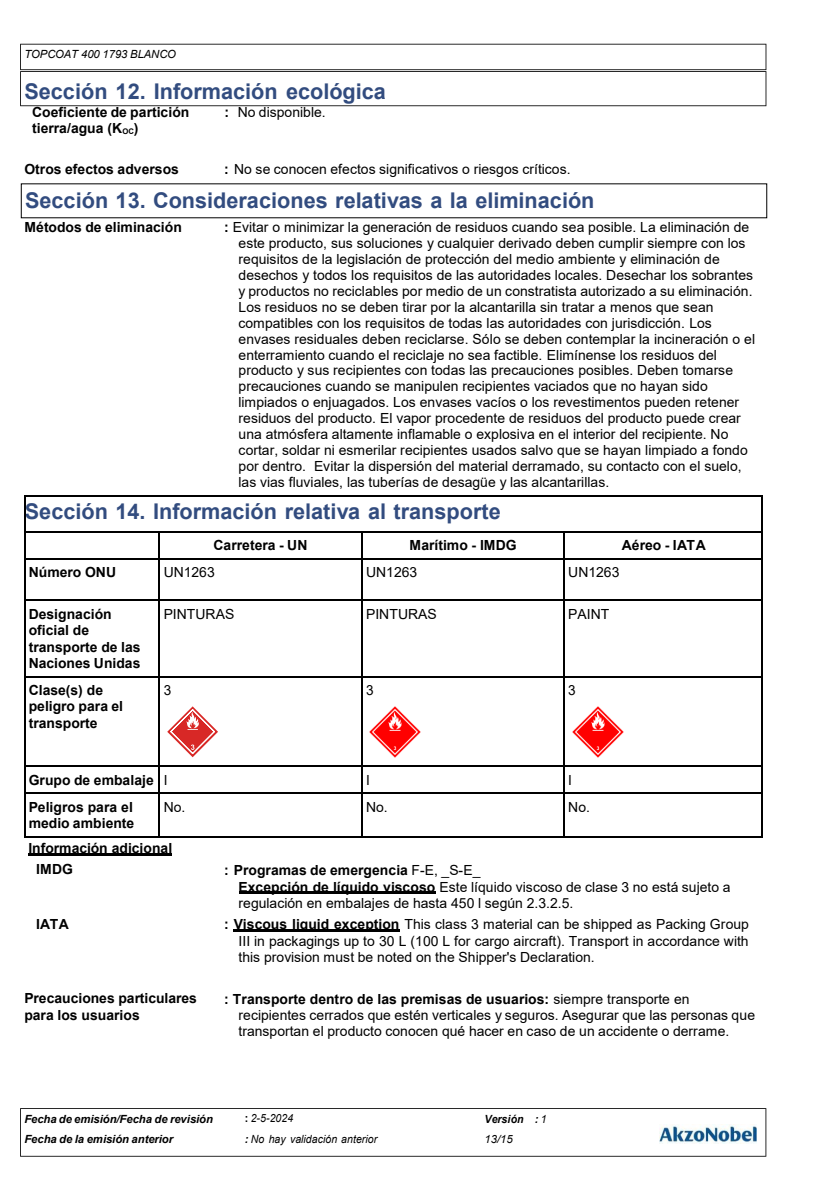 TOPCOAT 400 1793 BLANCO
Sección 12. Información ecológica
Coeficiente de partición : No disponible.
tierra/agua (KOC)
Otros efectos adversos : No se conocen efectos significativos o riesgos críticos.
Sección 13. Consideraciones relativas a la eliminación
Métodos de eliminación : Evitar o minimizar la generación de residuos cuando sea posible. La eliminación de
este producto, sus soluciones y cualquier derivado deben cumplir siempre con los
requisitos de la legislación de protección del medio ambiente y eliminación de
desechos y todos los requisitos de las autoridades locales. Desechar los sobrantes
y productos no reciclables por medio de un constratista autorizado a su eliminación.
Los residuos no se deben tirar por la alcantarilla sin tratar a menos que sean
compatibles con los requisitos de todas las autoridades con jurisdicción. Los
envases residuales deben reciclarse. Sólo se deben contemplar la incineración o el
enterramiento cuando el reciclaje no sea factible. Elimínense los residuos del
producto y sus recipientes con todas las precauciones posibles. Deben tomarse
precauciones cuando se manipulen recipientes vaciados que no hayan sido
limpiados o enjuagados. Los envases vacíos o los revestimentos pueden retener
residuos del producto. El vapor procedente de residuos del producto puede crear
una atmósfera altamente inflamable o explosiva en el interior del recipiente. No
cortar, soldar ni esmerilar recipientes usados salvo que se hayan limpiado a fondo
por dentro. Evitar la dispersión del material derramado, su contacto con el suelo,
las vias fluviales, las tuberías de desagüe y las alcantarillas.
Sección 14. Información relativa al transporte
Carretera - UN Marítimo - IMDG Aéreo - IATA
Número ONU UN1263 UN1263 UN1263
Designación PINTURAS PINTURAS PAINT
oficial de
transporte de las
Naciones Unidas
Clase(s) de 3 3 3
peligro para el
transporte
3
Grupo de embalaje I I I
Peligros para el No. No. No.
medio ambiente
Información adicional
IMDG : Programas de emergencia F-E, _S-E_
Excepción de líquido viscoso Este líquido viscoso de clase 3 no está sujeto a
regulación en embalajes de hasta 450 l según 2.3.2.5.
IATA : Viscous liquid exception This class 3 material can be shipped as Packing Group
III in packagings up to 30 L (100 L for cargo aircraft). Transport in accordance with
this provision must be noted on the Shipper's Declaration.
Precauciones particulares : Transporte dentro de las premisas de usuarios: siempre transporte en
para los usuarios recipientes cerrados que estén verticales y seguros. Asegurar que las personas que
transportan el producto conocen qué hacer en caso de un accidente o derrame.
Fecha de emisión/Fecha de revisión : 2-5-2024 Versión : 1
Fecha de la emisión anterior : No hay validación anterior 13/15 AkzoNobel